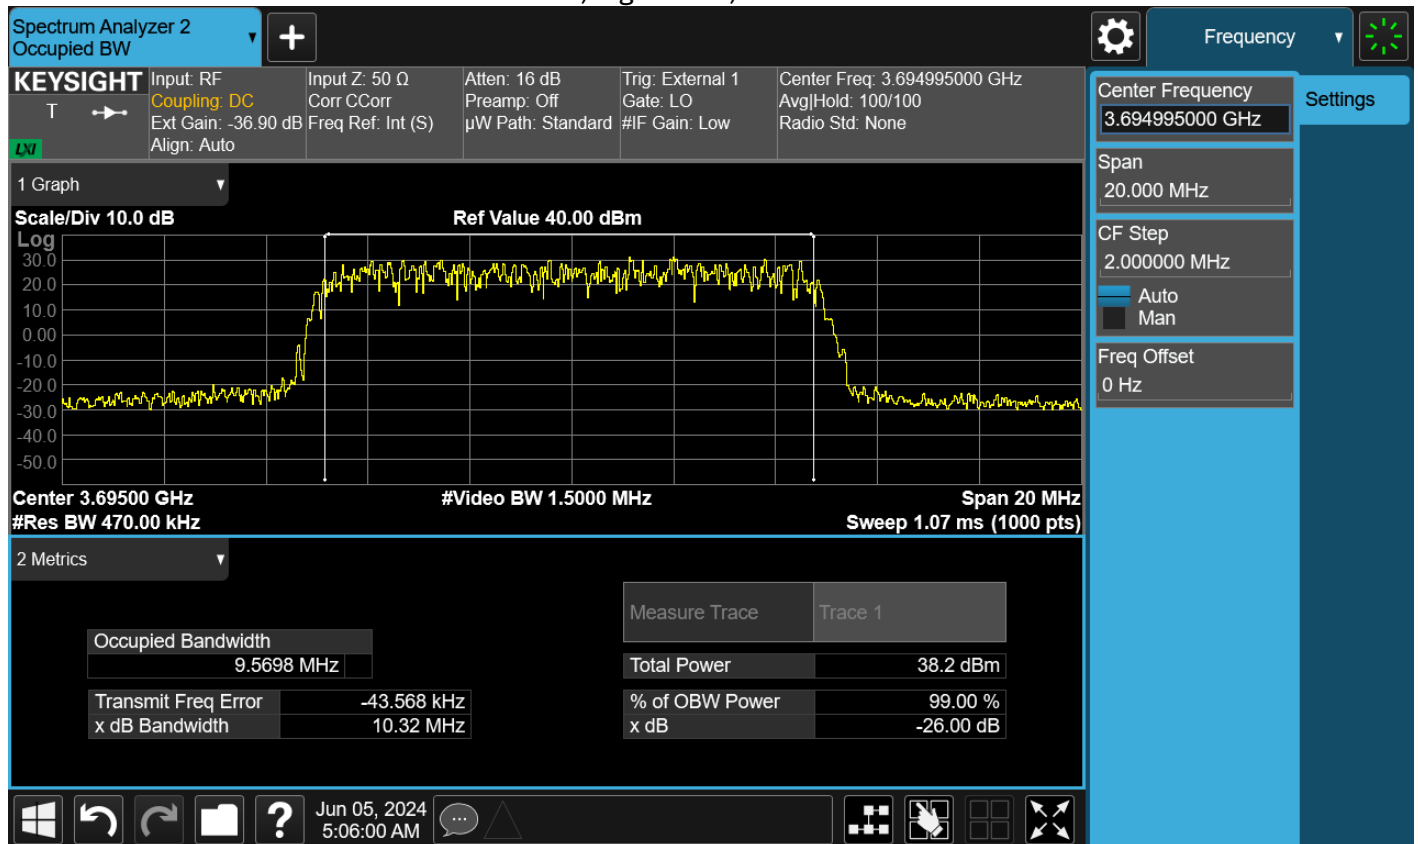 Spectrum Analyzer 2
Occupied BW
Frequency
KEYSIGHT
T
LXI
Input: RF
Coupling: DC
Ext Gain: -36.90 dB
Align: Auto
Input Z: 50 Ω
Corr CCorr
Freq Ref: Int (S)
Atten: 16 dB
Preamp: Off
µW Path: Standard
Trig: External 1
Gate: LO
#IF Gain: Low
Center Freq: 3.694995000 GHz
Avg|Hold: 100/100
Radio Std: None
Center Frequency
3.694995000 GHz
Settings
Span
20.000 MHz
CF Step
2.000000 MHz
Auto
Man
Freq Offset
0 Hz
1 Graph
Scale/Div 10.0 dB
Ref Value 40.00 dBm
Log
30.0
20.0
10.0
0.00
-10.0
-20.0
-30.0
-40.0
-50.0
Center 3.69500 GHz
#Video BW 1.5000 MHz
Span 20 MHz
#Res BW 470.00 kHz
Sweep 1.07 ms (1000 pts)
2 Metrics
Measure Trace
Trace 1
Occupied Bandwidth
9.5698 MHz
Total Power
38.2 dBm
Transmit Freq Error
-43.568 kHz
% of OBW Power
99.00 %
x dB Bandwidth
10.32 MHz
x dB
-26.00 dB
Jun 05, 2024
5:06:00 AM